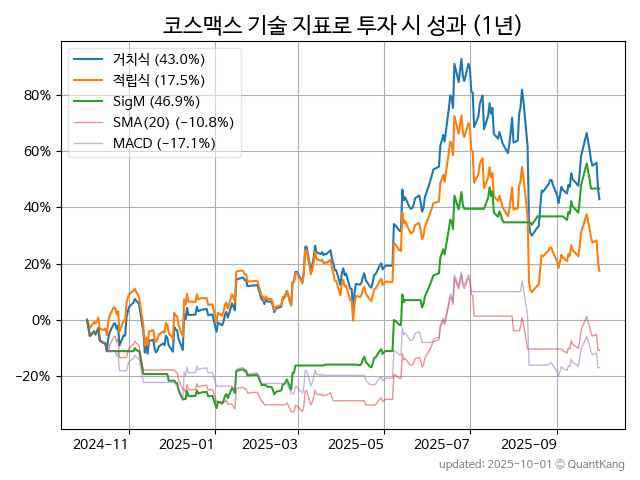 코스맥스 기술 지표로 투자 시 성과 (1년)
거치식 (43.0%)
적립식 (17.5%)
SigM (46.9%)
SMA(20) (−10.8%)
MACD (−17.1%)
80%
60%
40%
20%
0%
−20%
2024-11 2025-01 2025-03 2025-05 2025-07 2025-09
updated: 2025-10-01 © QuantKang